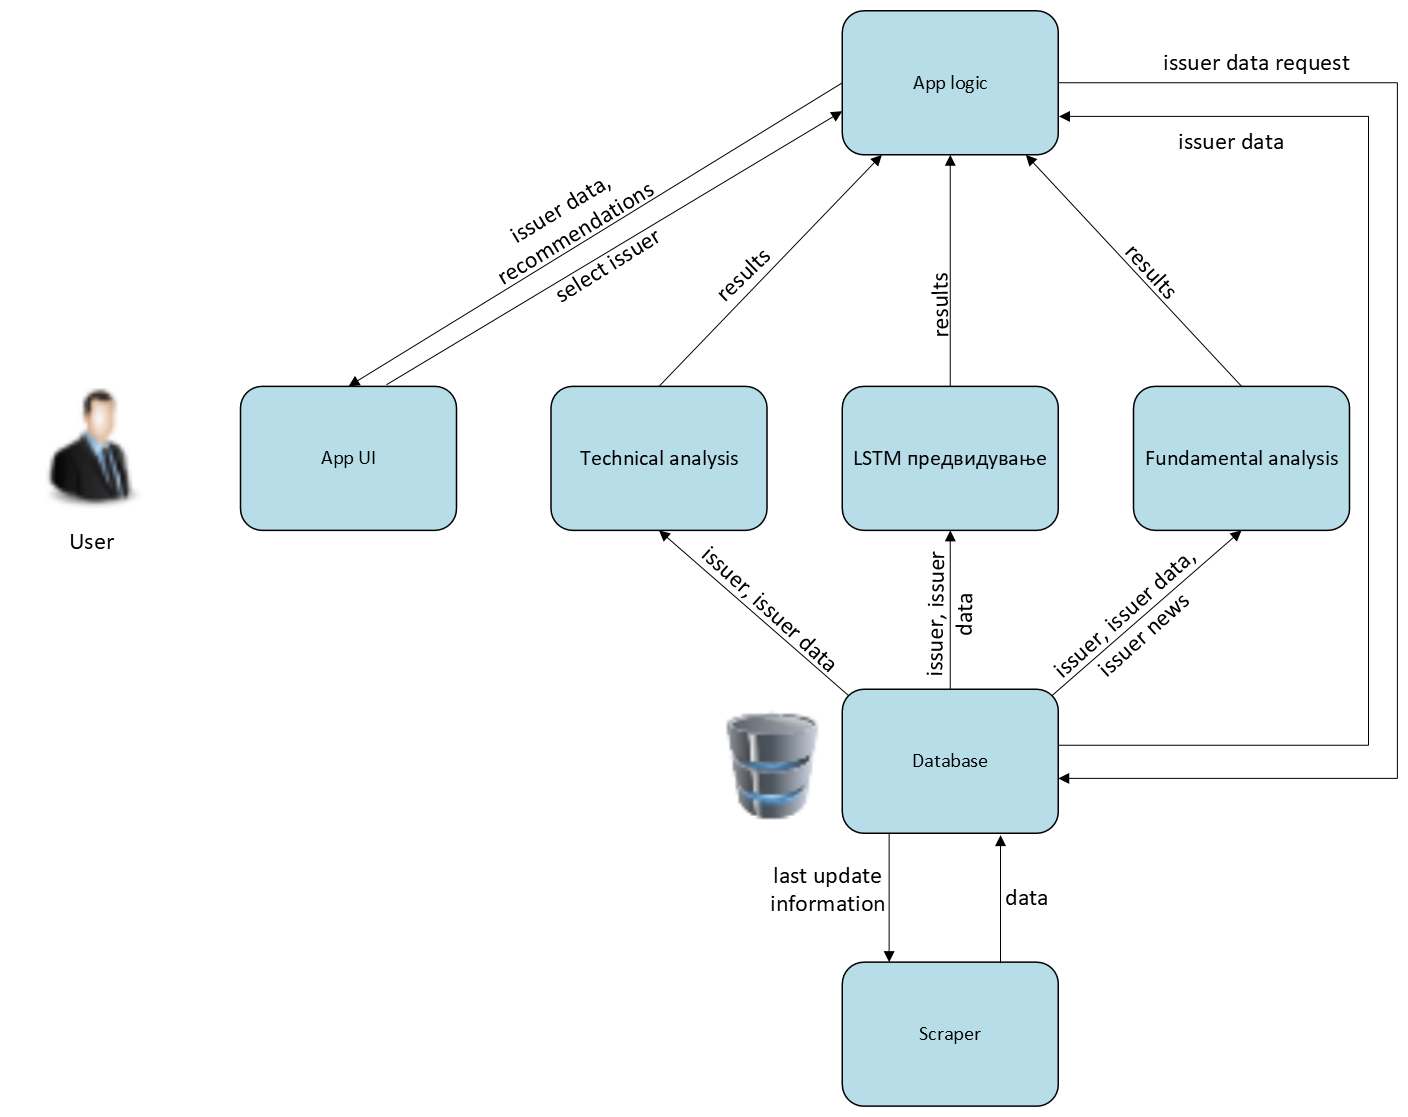 App logic
issuer data request
issuer data
issuer data,
recommendations
select issuer
results
results
results
User
App UI
Technical analysis
LSTM предвидување
Fundamental analysis
issuer, issuer data
issuer, issuer
data
issuer, issuer data,
issuer news
Database
last update
information
data
Scraper